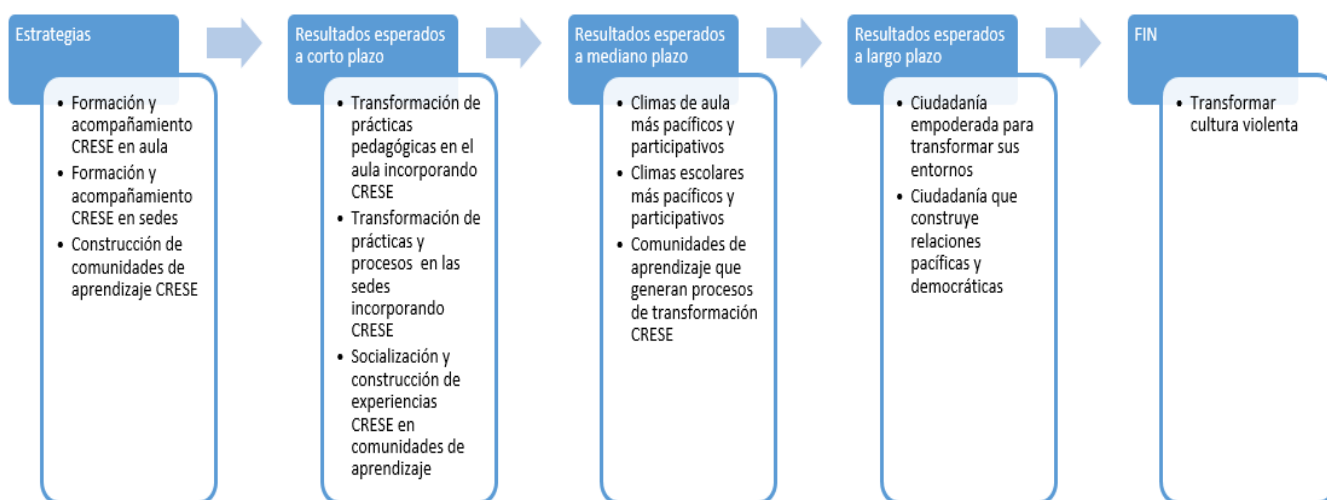 Estrategias
• Formación y
acompañamiento
CRESE en aula
• Formación y
acompañamiento
CRESE en sedes
• Construcción de
comunidades de
aprendizaje CRESE
Resultados esperados
a corto plazo
• Transformación de
prácticas
pedagógicas en el
aula incorporando
CRESE
• Transformación de
prácticas y
procesos en las
sedes
incorporando
CRESE
• Socialización y
construcción de
experiencias
CRESE en
comunidades de
aprendizaje
Resultados esperados
a mediano plazo
• Climas de aula
más pacíficos y
participativos
• Climas escolares
más pacíficos y
participativos
• Comunidades de
aprendizaje que
generan procesos
de transformación
CRESE
Resultados esperados
a largo plazo
• Ciudadanía
empoderada para
transformar sus
entornos
• Ciudadanía que
construye
relaciones
pacíficas y
democráticas
FIN
• Transformar
cultura violenta